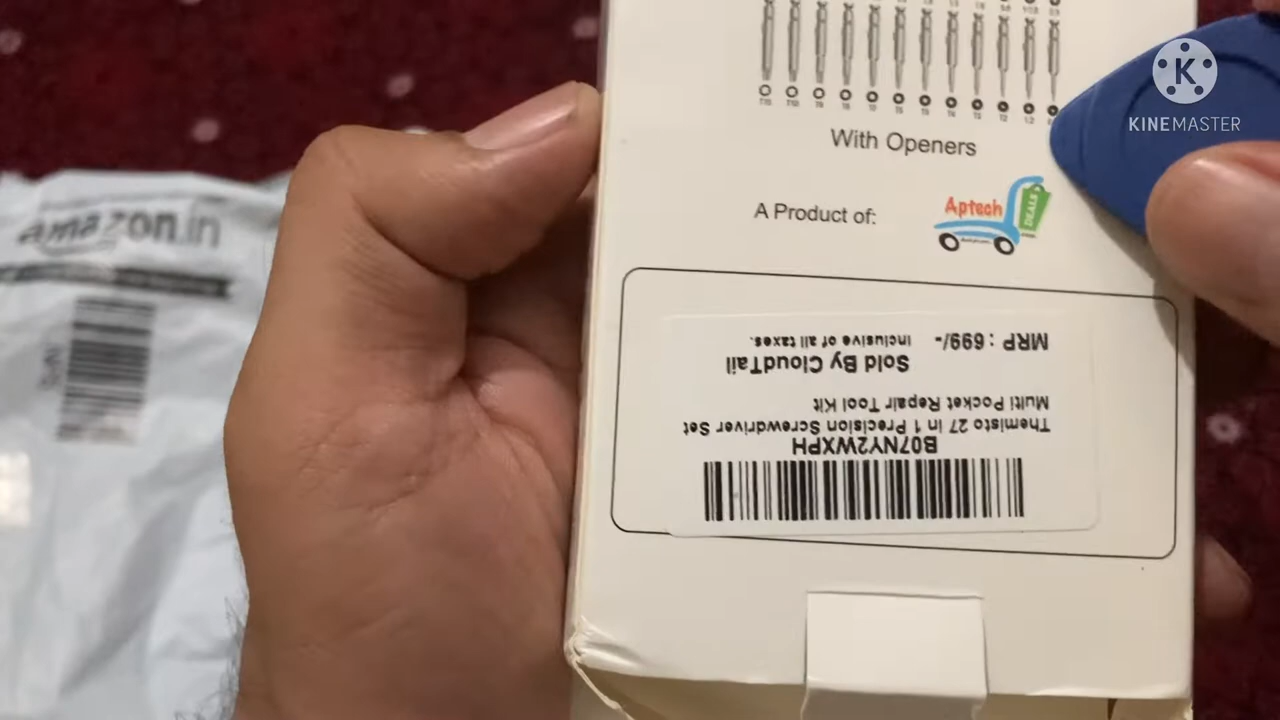 KINEMASTER
With Openers
A Product of:
Aptech
DEALS
amazon.in
MRP : 699/- inclusive of all taxes.
Sold By CloudTail
Multi Pocket Repair Tool Kit
Themisto 27 in 1 Precision Screwdriver Set
B07NY2WXPH